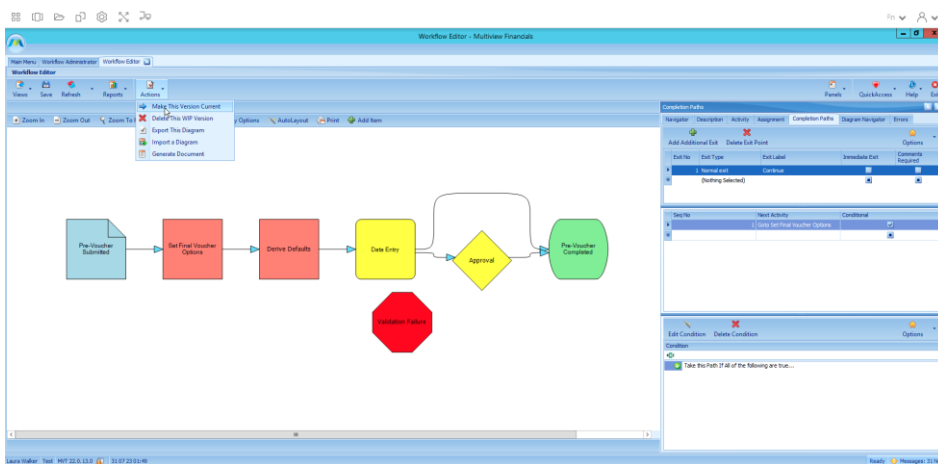 Fin
Workflow Editor - Multiview Financials
Main Menu Workflow Administrator Workflow Editor
Workflow Editor
Views Save Refresh Reports Actions Panels QuickAccess Help
Make This Version Current
Delete This WIP Version
Export This Diagram
Import a Diagram
Generate Document
Zoom In Zoom Out Zoom To Options AutoLayout Print Add Item
Completion Paths
Navigator Description Activity Assignment Completion Paths Diagram Navigator Errors
Add Additional Exit Delete Exit Point Options
Exit No Exit Type Exit Label Immediate Exit Comments Required
1 Normal exit Continue
(Nothing Selected)
Seq No Next Activity Conditional
1 Goto Set Final Voucher Options
Edit Condition Delete Condition Options
Condition
Take this Path If All of the following are true...
Pre-Voucher Submitted
Set Final Voucher Options
Derive Defaults
Data Entry
Approval
Pre-Voucher Completed
Validation Failure
Laura Walker Test MVT 22.0.13.0 31 07 23 01:48 Ready Messages: 31